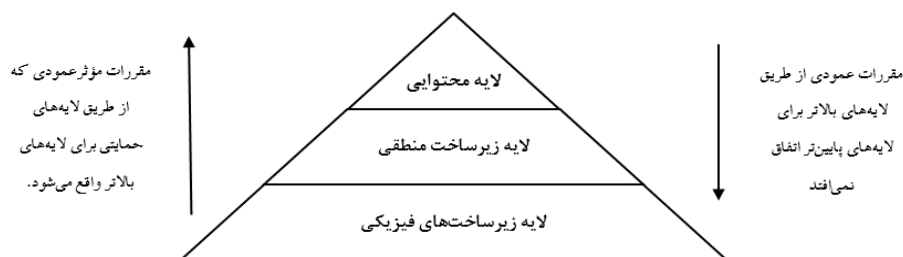 لایه محتوایی
لایه زیرساخت منطقی
لایه زیرساخت‌های فیزیکی
مقررات عمودی از طریق
لایه‌های بالاتر برای
لایه‌های پایین‌تر اتفاق
نمی‌افتد
مقررات مؤثرعمودی که
از طریق لایه‌های
حمایتی برای لایه‌های
بالاتر واقع می‌شود.